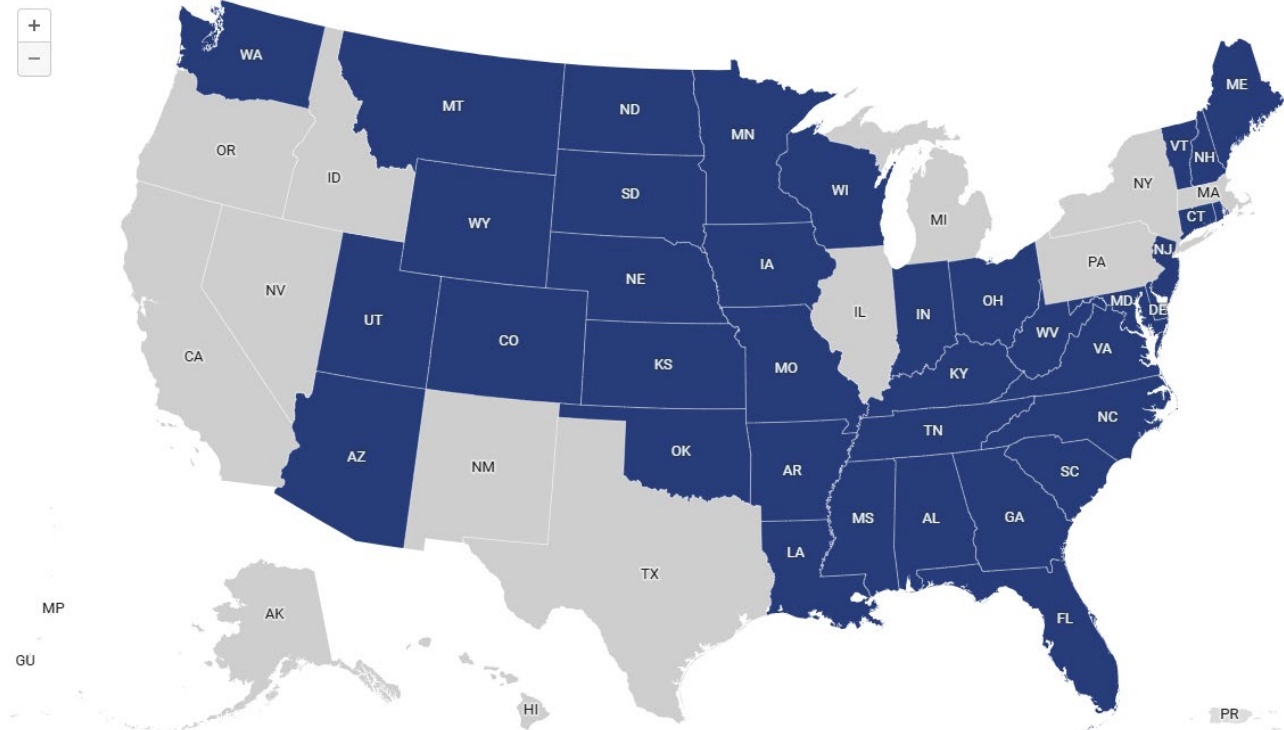 +
−
WA
MT
ND
MN
ME
OR
ID
SD
WI
VT
NH
NY
MA
WY
MI
CT
NV
UT
NE
IA
PA
NJ
CO
IL
IN
OH
MD
DE
CA
KS
MO
WV
VA
KY
AZ
NM
OK
AR
TN
NC
SC
MS
AL
GA
TX
LA
FL
MP
AK
GU
HI
PR